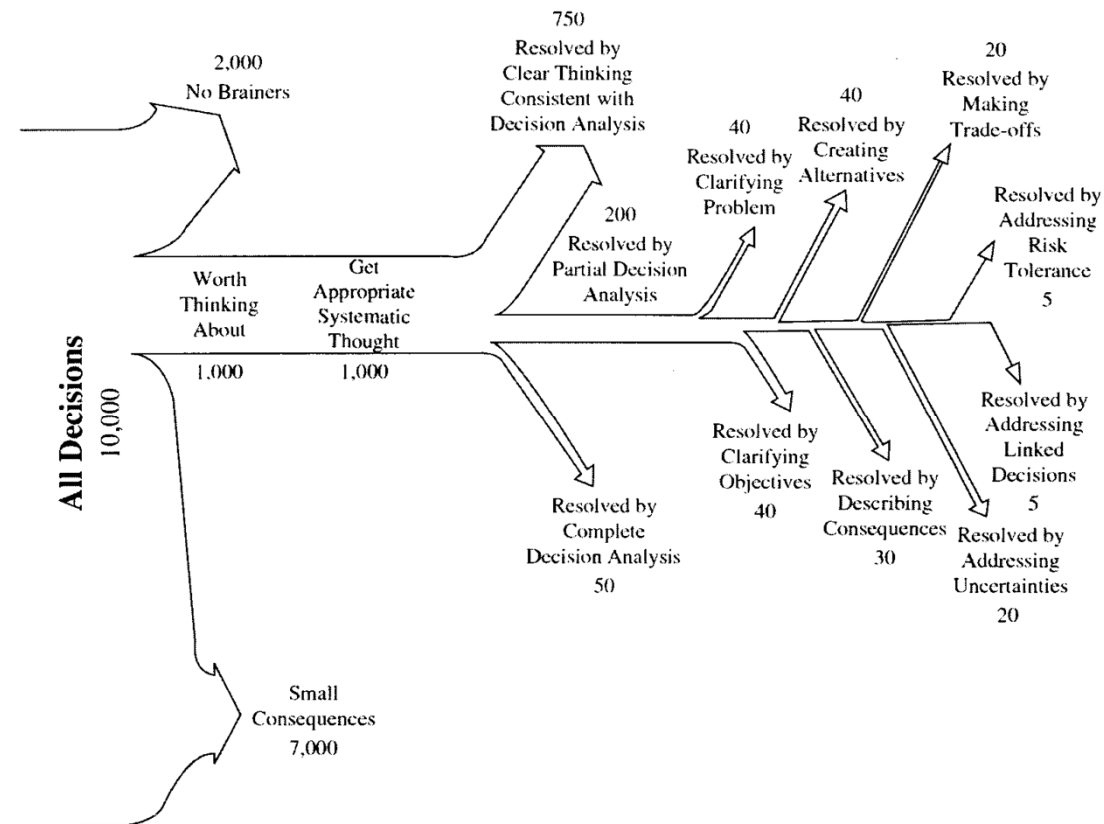 All Decisions
10,000
2,000
No Brainers
Worth
Thinking
About
1,000
Get
Appropriate
Systematic
Thought
1,000
Small
Consequences
7,000
750
Resolved by
Clear Thinking
Consistent with
Decision Analysis
200
Resolved by
Partial Decision
Analysis
Resolved by
Complete
Decision Analysis
50
40
Resolved by
Clarifying
Problem
Resolved by
Clarifying
Objectives
40
40
Resolved by
Creating
Alternatives
Resolved by
Describing
Consequences
30
20
Resolved by
Making
Trade-offs
Resolved by
Addressing
Uncertainties
20
Resolved by
Addressing
Risk
Tolerance
5
Resolved by
Addressing
Linked
Decisions
5